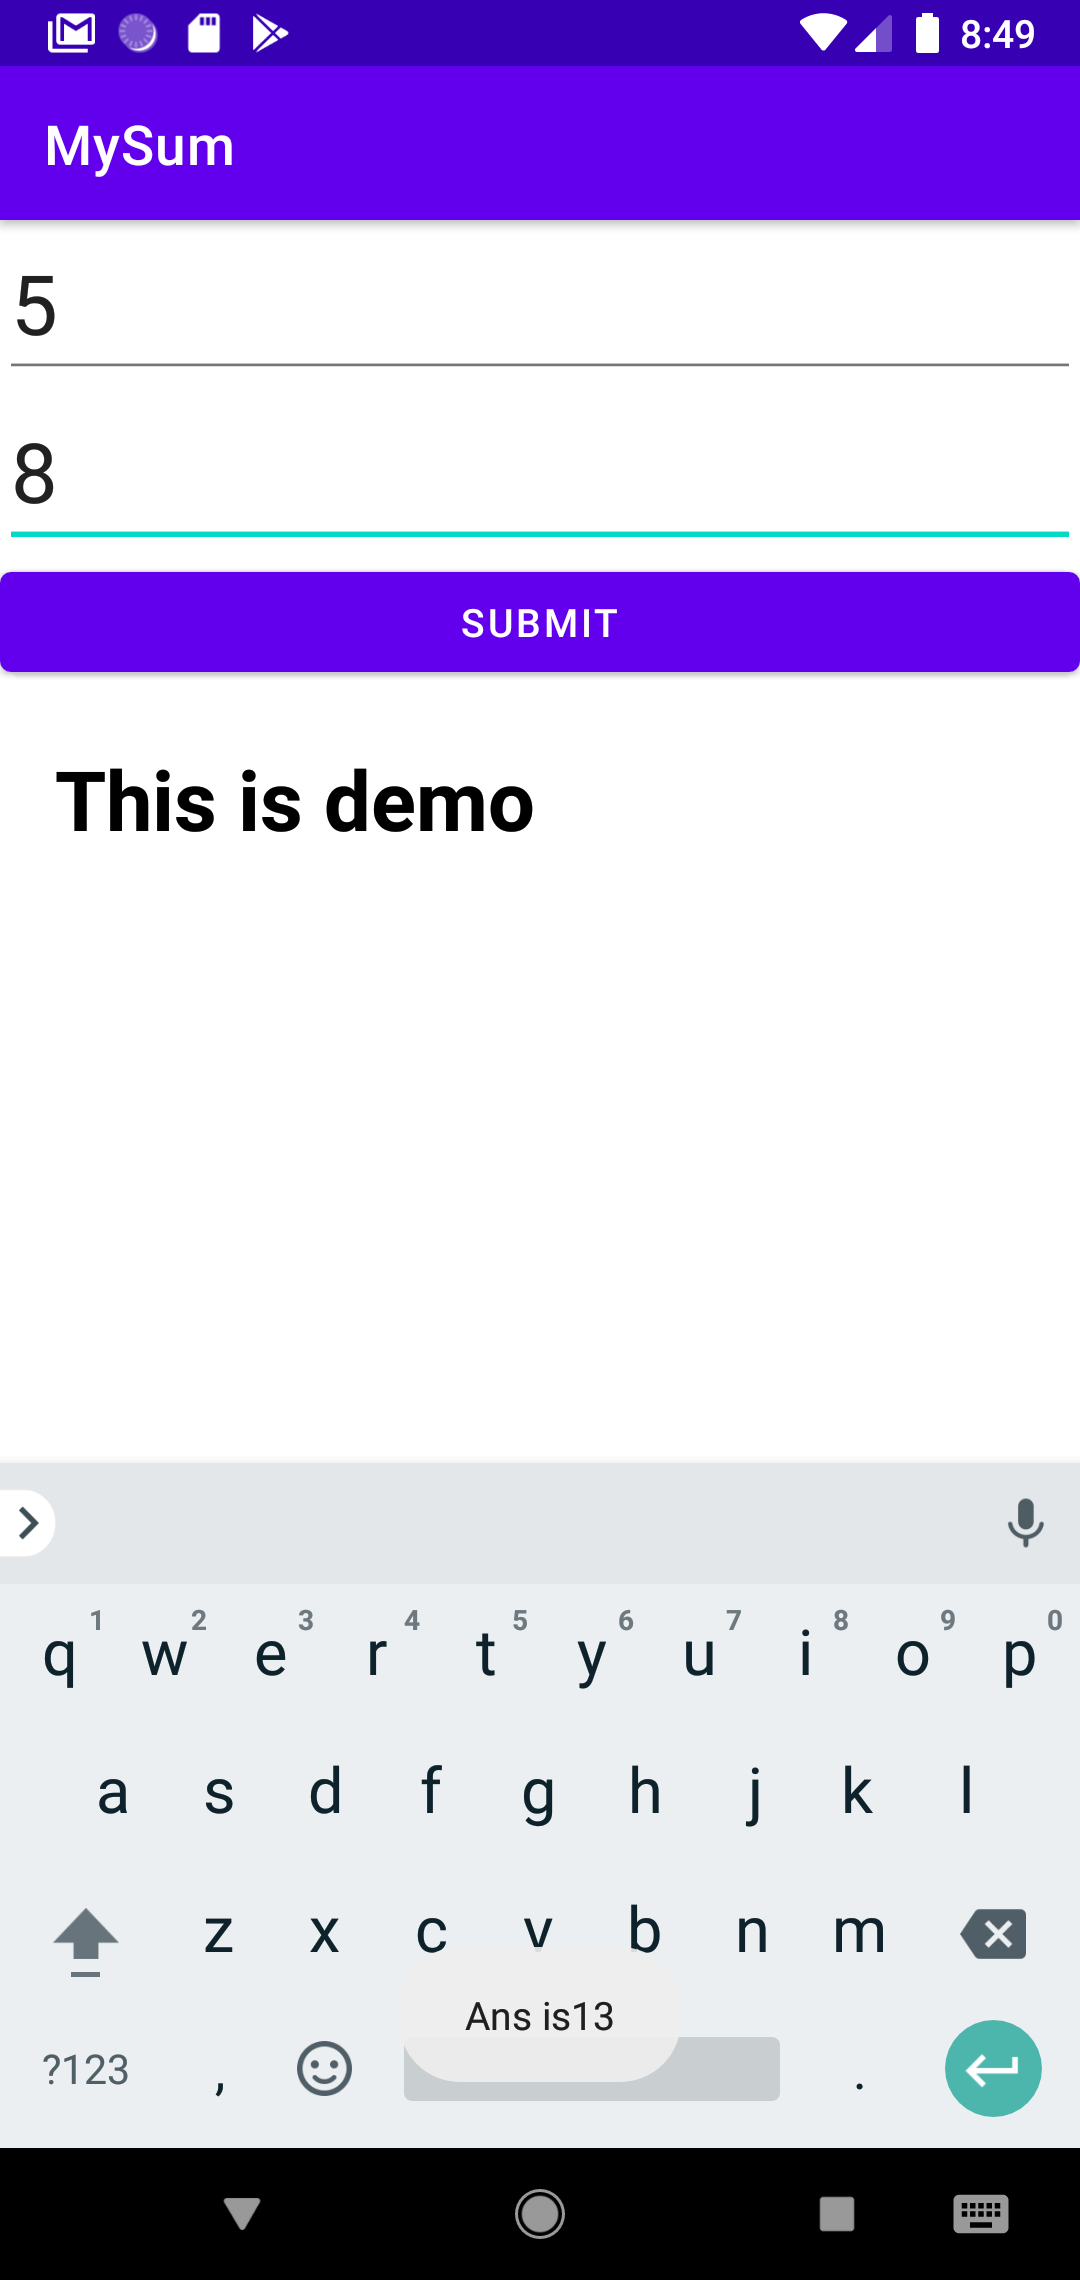 8:49
MySum
5
8
SUBMIT
This is demo
1 2 3 4 5 6 7 8 9 0
q w e r t y u i o p
a s d f g h j k l
z x c v b n m
Ans is13
?123 , .